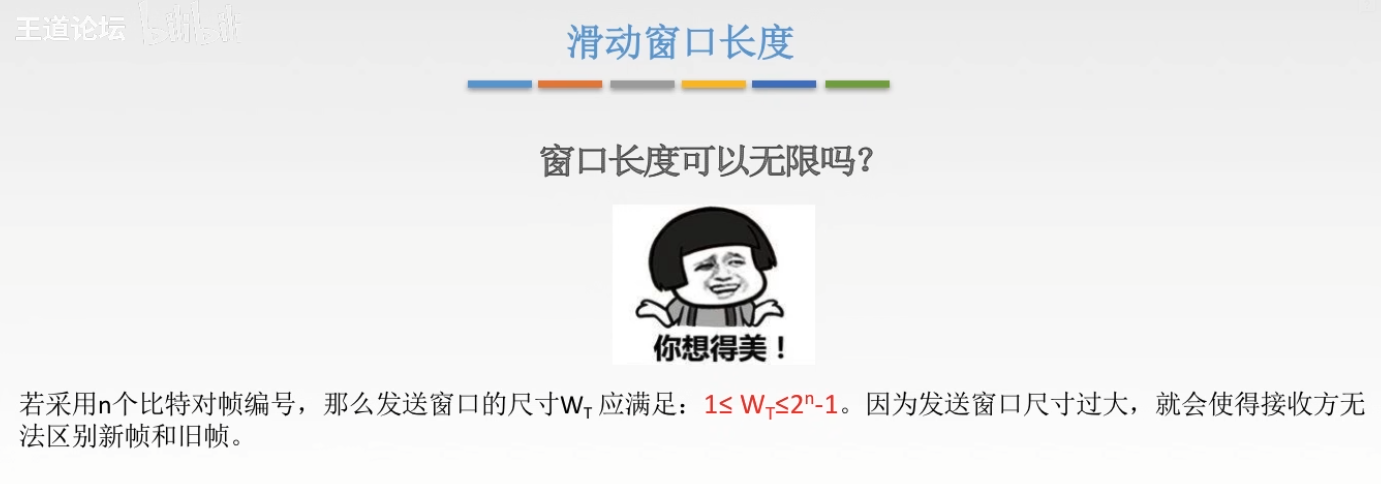 王道论坛 bilibili
滑动窗口长度
窗口长度可以无限吗？
你想得美！
若采用n个比特对帧编号，那么发送窗口的尺寸W_T 应满足：1≤ W_T≤2ⁿ-1。因为发送窗口尺寸过大，就会使得接收方无
法区别新帧和旧帧。